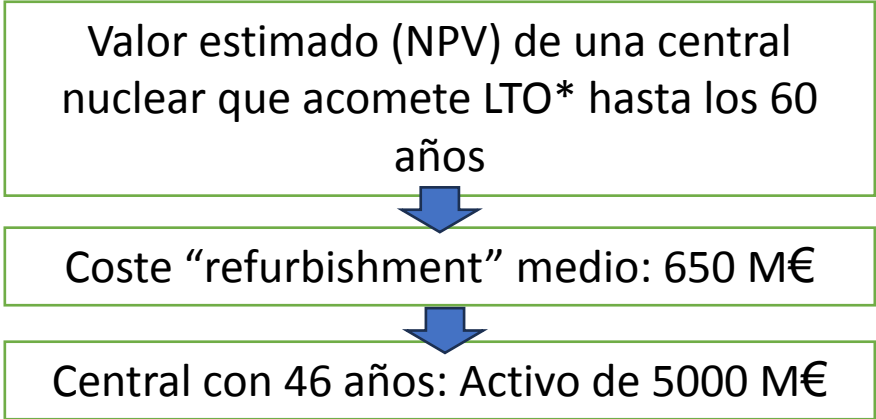 Valor estimado (NPV) de una central
nuclear que acomete LTO* hasta los 60
años
Coste “refurbishment” medio: 650 M€
Central con 46 años: Activo de 5000 M€